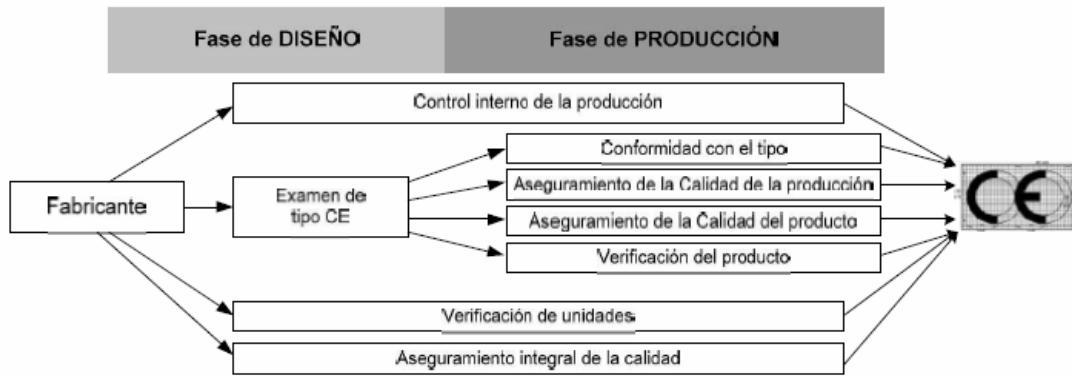 Fase de DISEÑO
Fase de PRODUCCIÓN
Control interno de la producción
Conformidad con el tipo
Fabricante
Examen de
tipo CE
Aseguramiento de la Calidad de la producción
Aseguramiento de la Calidad del producto
Verificación del producto
Verificación de unidades
Aseguramiento integral de la calidad
CE